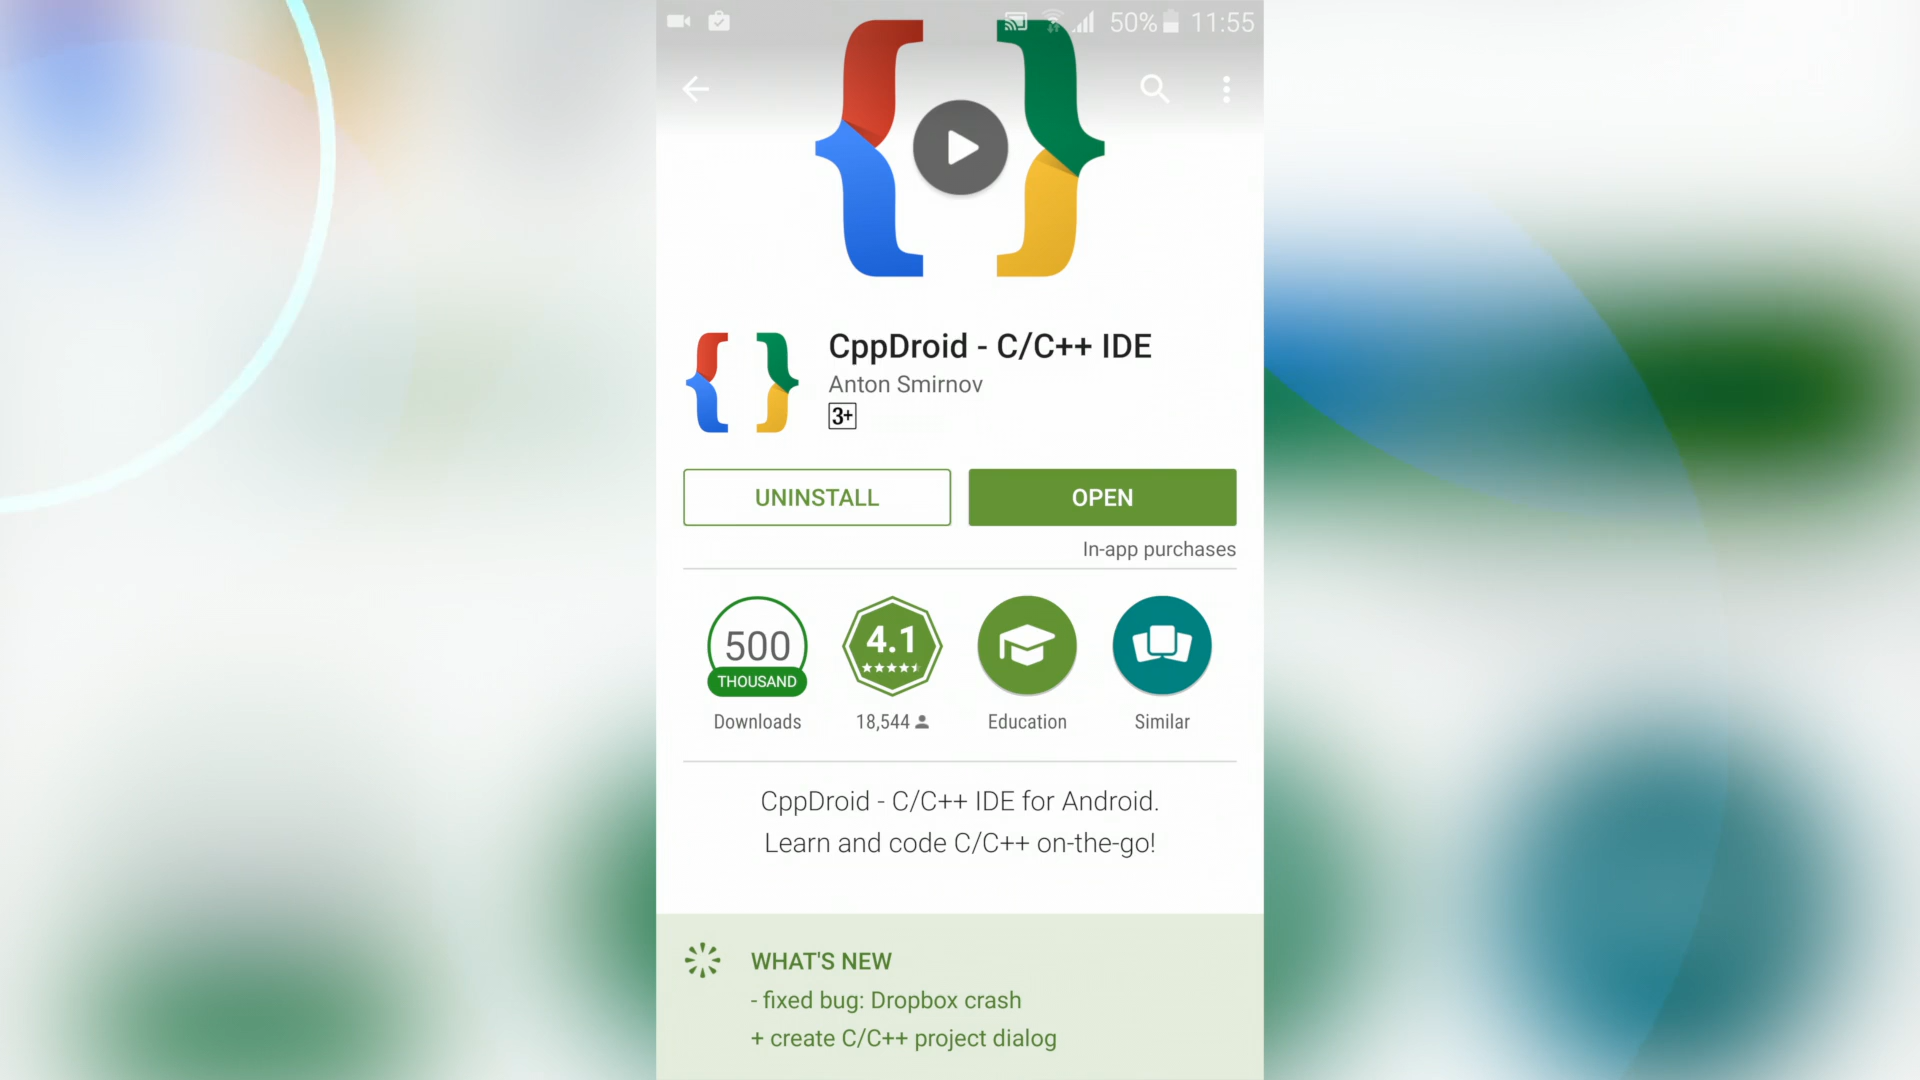 50% 11:55
CppDroid - C/C++ IDE
Anton Smirnov
3+
UNINSTALL
OPEN
In-app purchases
500
THOUSAND
4.1
Downloads
18,544
Education
Similar
CppDroid - C/C++ IDE for Android.
Learn and code C/C++ on-the-go!
WHAT'S NEW
- fixed bug: Dropbox crash
+ create C/C++ project dialog